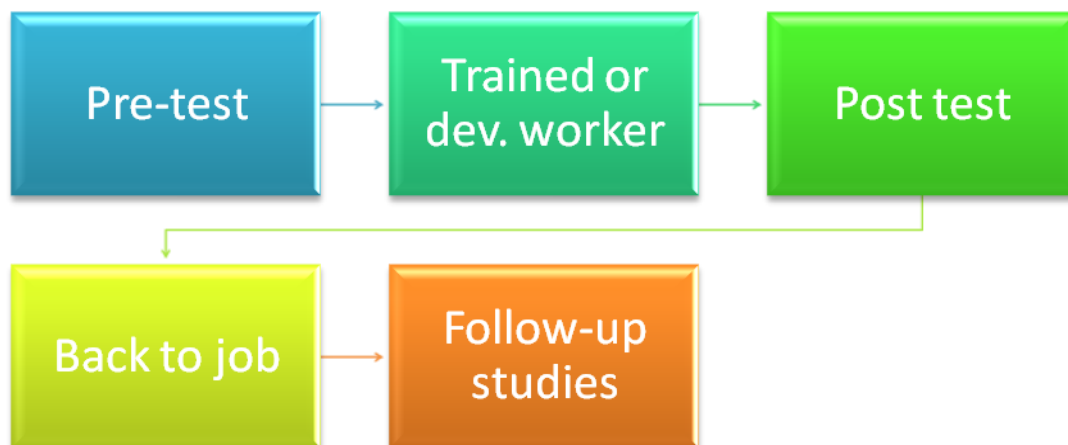 Pre-test
Trained or
dev. worker
Post test
Back to job
Follow-up
studies